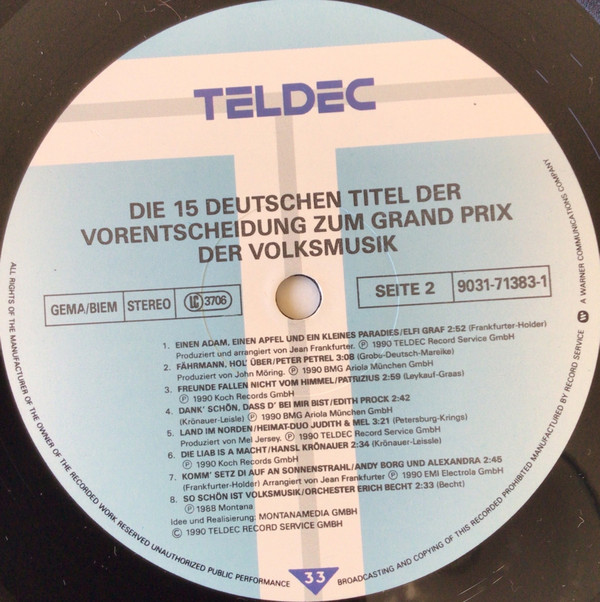 TELDEC
DIE 15 DEUTSCHEN TITEL DER
VORENTSCHEIDUNG ZUM GRAND PRIX
DER VOLKSMUSIK
GEMA/BIEM STEREO LC 3706
SEITE 2 9031-71383-1
1. EINEN ADAM, EINEN APFEL UND EIN KLEINES PARADIES/ELFI GRAF 2:52 (Frankfurter-Holder)
Produziert und arrangiert von Jean Frankfurter. Ⓟ 1990 TELDEC Record Service GmbH
2. FÄHRMANN, HOL' ÜBER/PETER PETREL 3:08 (Grobu-Deutsch-Mareike)
Produziert von John Möring. Ⓟ 1990 BMG Ariola München GmbH
3. FREUNDE FALLEN NICHT VOM HIMMEL/PATRIZIUS 2:59 (Leykauf-Graas)
Ⓟ 1990 Koch Records GmbH
4. DANK' SCHÖN, DASS D' BEI MIR BIST/EDITH PROCK 2:42
(Krönauer-Leisle) Ⓟ 1990 BMG Ariola München GmbH
5. LAND IM NORDEN/HEIMAT-DUO JUDITH & MEL 3:21 (Petersburg-Krings)
Produziert von Mel Jersey. Ⓟ 1990 TELDEC Record Service GmbH
6. DIE LIAB IS A MACHT/HANSL KRÖNAUER 2:34 (Krönauer-Leissle)
Ⓟ 1990 Koch Records GmbH
7. KOMM' SETZ DI AUF AN SONNENSTRAHL/ANDY BORG UND ALEXANDRA 2:45
(Frankfurter-Holder) Arrangiert von Jean Frankfurter Ⓟ 1990 EMI Electrola GmbH
8. SO SCHÖN IST VOLKSMUSIK/ORCHESTER ERICH BECHT 2:33 (Becht)
Ⓟ 1968 Montana
Idee und Realisierung: MONTANAMEDIA GMBH
© 1990 TELDEC RECORD SERVICE GMBH
33
ALL RIGHTS OF THE MANUFACTURER OF THE OWNER OF THE RECORDED WORK RESERVED UNAUTHORIZED PUBLIC PERFORMANCE BROADCASTING AND COPYING OF THIS RECORD PROHIBITED MANUFACTURED BY RECORD SERVICE A WARNER COMMUNICATIONS COMPANY